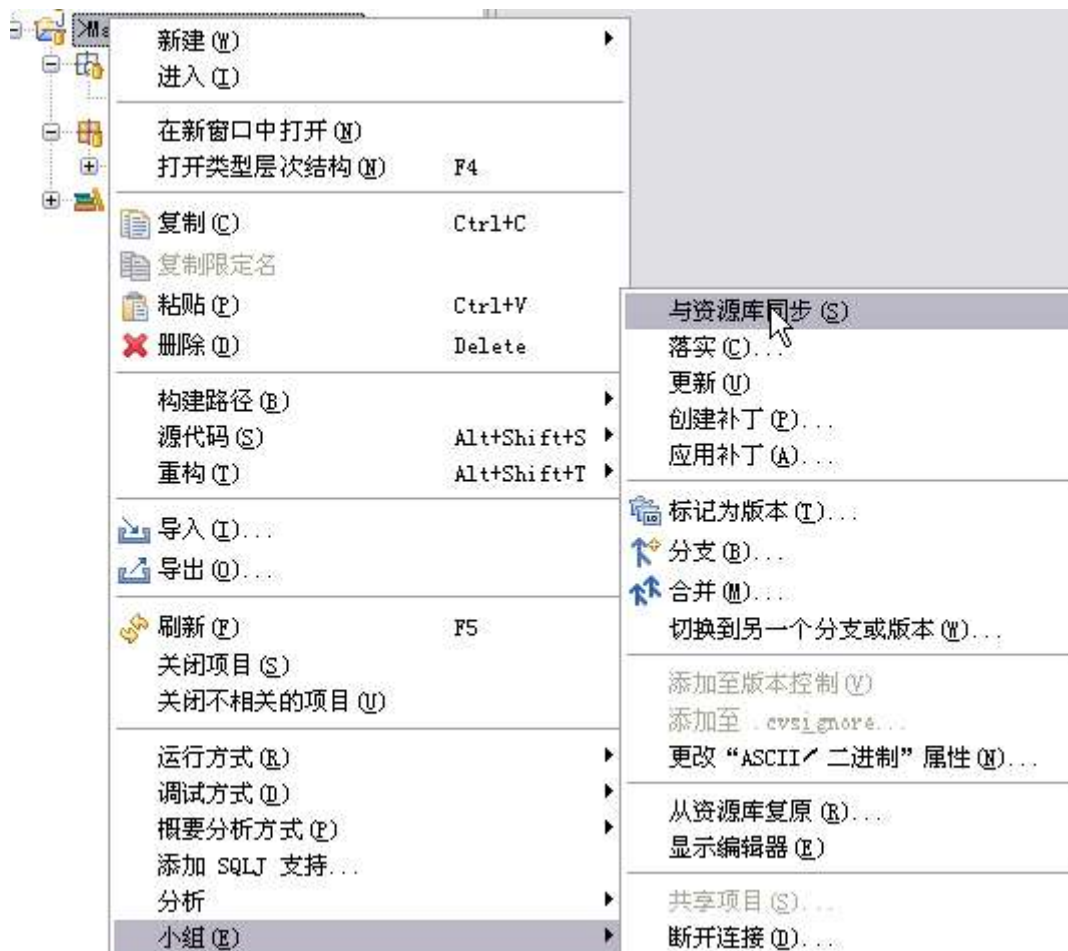 >Ma
新建(W)
进入(I)
在新窗口中打开(N)
打开类型层次结构(N) F4
复制(C) Ctrl+C
复制限定名
粘贴(P) Ctrl+V
删除(D) Delete
构建路径(B)
源代码(S) Alt+Shift+S
重构(T) Alt+Shift+T
导入(I)...
导出(O)...
刷新(F) F5
关闭项目(S)
关闭不相关的项目(U)
运行方式(R)
调试方式(D)
概要分析方式(P)
添加 SQLJ 支持...
分析
小组(E)
与资源库同步(S)
落实(C)...
更新(U)
创建补丁(P)...
应用补丁(A)...
标记为版本(T)...
分支(B)...
合并(M)...
切换到另一个分支或版本(W)...
添加至版本控制(V)
添加至 .cvsignore...
更改“ASCII／二进制”属性(N)...
从资源库复原(R)...
显示编辑器(E)
共享项目(S)...
断开连接(D)...